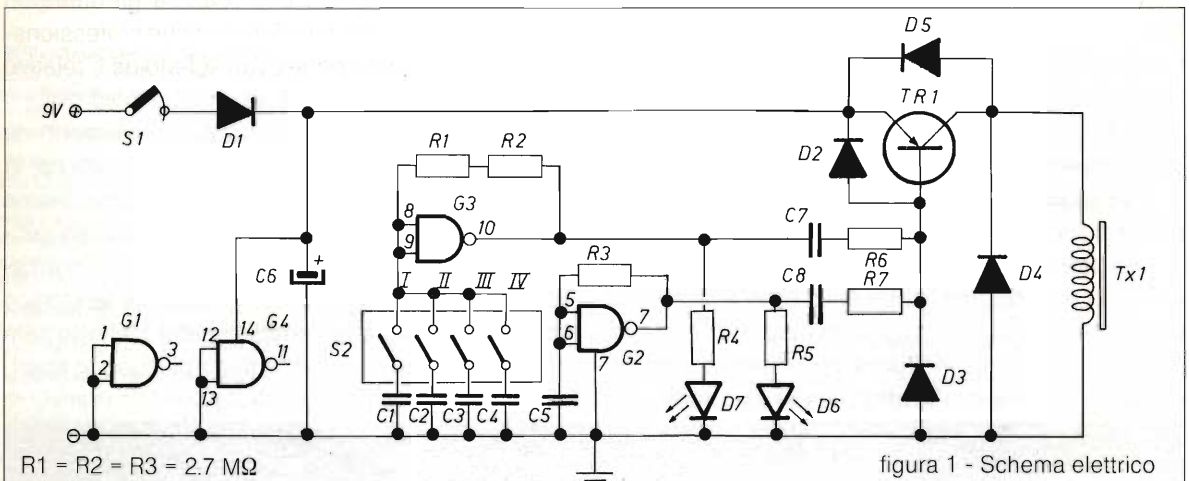 D5
TR1
9V
S1
D1
D2
R1
R2
G3
8
9
10
C7
R6
C6
+
I
II
III
IV
R3
C8
R7
D4
Tx1
G1
1
2
3
12
14
G4
13
11
S2
5
6
7
G2
7
R4
R5
D3
C1
C2
C3
C4
C5
D7
D6
R1 = R2 = R3 = 2.7 MΩ
figura 1 - Schema elettrico